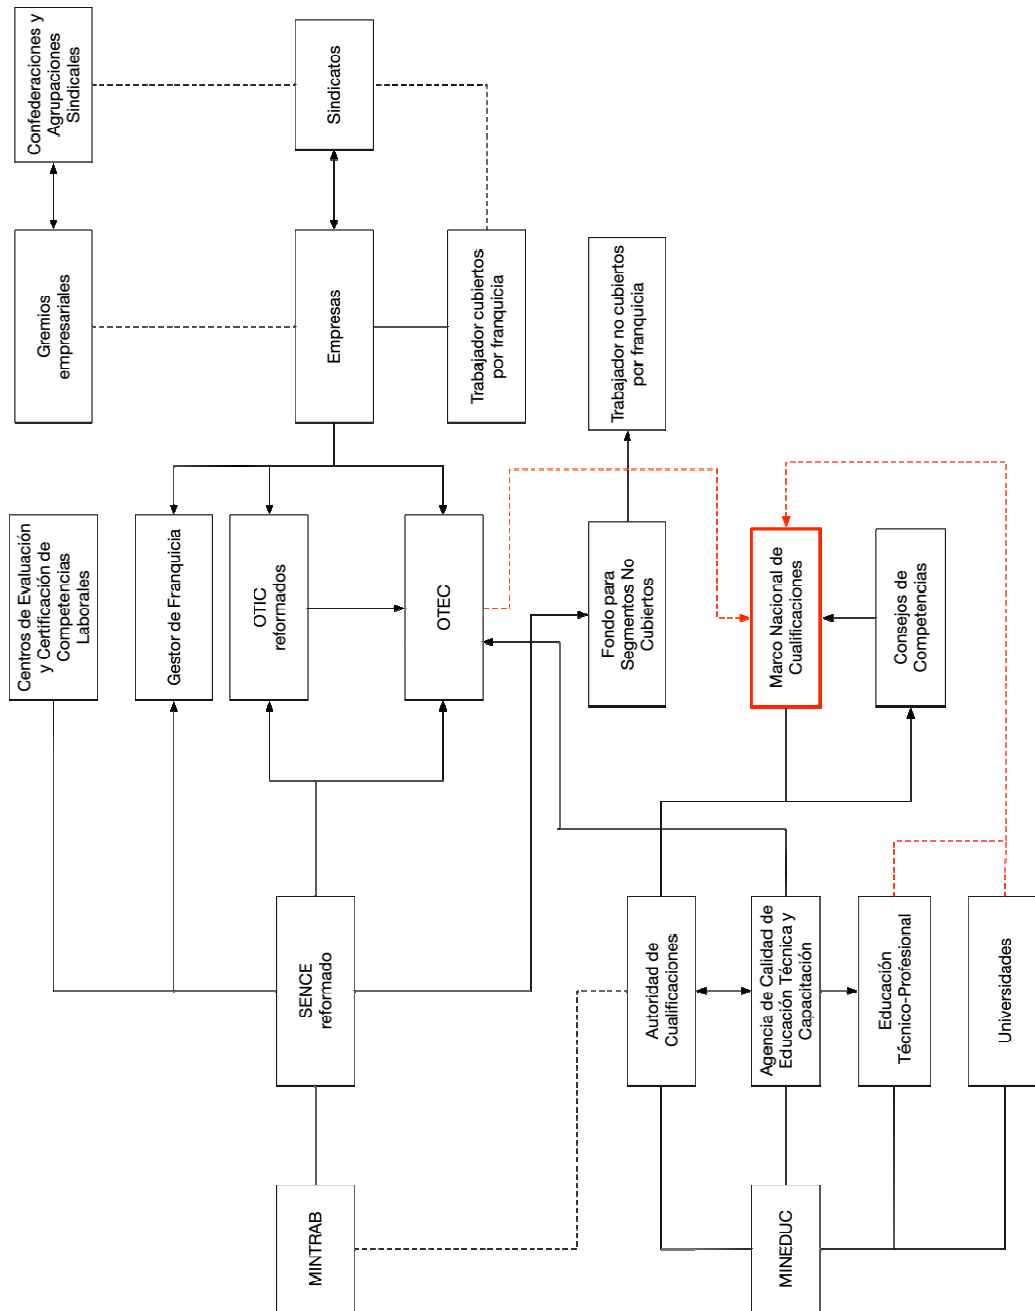 MINTRAB
MINEDUC
SENCE
reformado
Autoridad de
Cualificaciones
Agencia de Calidad de
Educación Técnica y
Capacitación
Educación
Técnico-Profesional
Universidades
Centros de Evaluación
y Certificación de
Competencias
Laborales
Gestor de Franquicia
OTIC
reformados
OTEC
Fondo para
Segmentos No
Cubiertos
Marco Nacional de
Cualificaciones
Consejos de
Competencias
Gremios
empresariales
Empresas
Trabajador cubiertos
por franquicia
Trabajador no cubiertos
por franquicia
Confederaciones y
Agrupaciones
Sindicales
Sindicatos